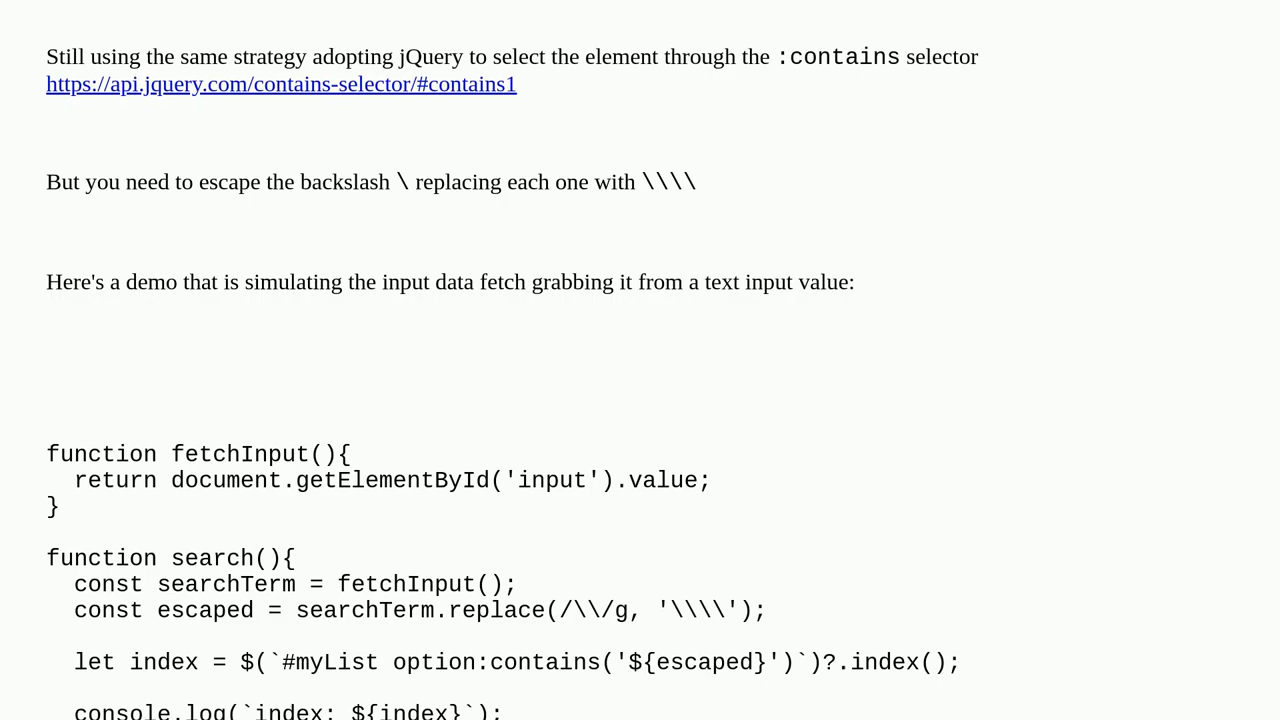 Still using the same strategy adopting jQuery to select the element through the :contains selector
https://api.jquery.com/contains-selector/#contains1
But you need to escape the backslash \ replacing each one with \\\\
Here's a demo that is simulating the input data fetch grabbing it from a text input value:
function fetchInput(){
  return document.getElementById('input').value;
}
function search(){
  const searchTerm = fetchInput();
  const escaped = searchTerm.replace(/\\/g, '\\\\');
  let index = $(`#myList option:contains('${escaped}')`)?.index();
  console.log(`index: ${index}`);